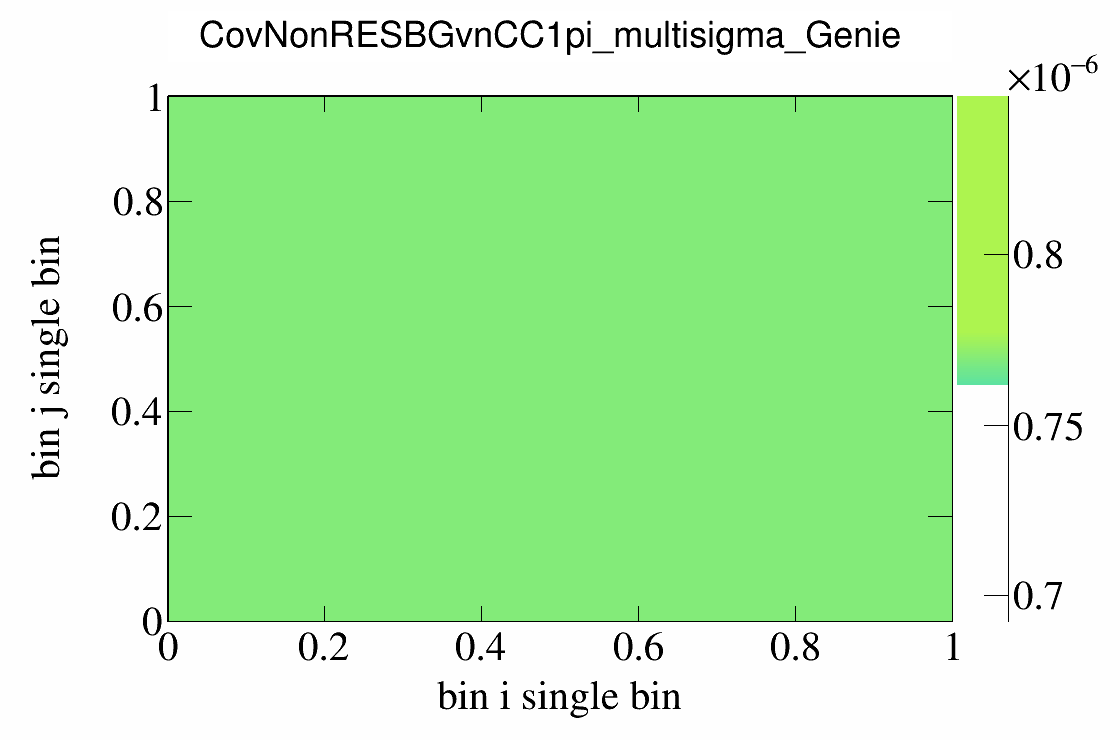 CovNonRESBGvnCC1pi_multisigma_Genie
×10⁻⁶
1
0.8
0.6
0.4
0.2
0
0 0.2 0.4 0.6 0.8 1
0.8
0.75
0.7
bin j single bin
bin i single bin